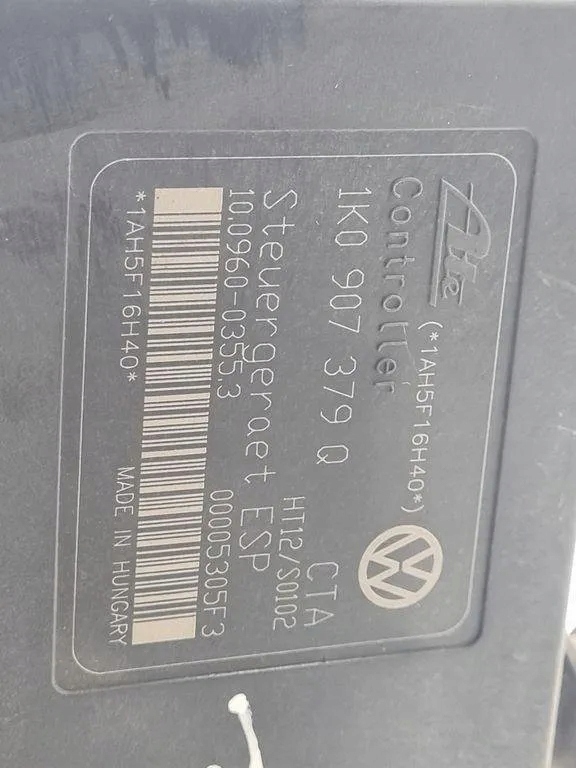 Ate (*1AH5F16H40*)
Controller
1K0 907 379 Q CTA
HT12/S0102
Steuergeraet ESP
10.0960-0355.3 00005305F3
*1AH5F16H40* MADE IN HUNGARY